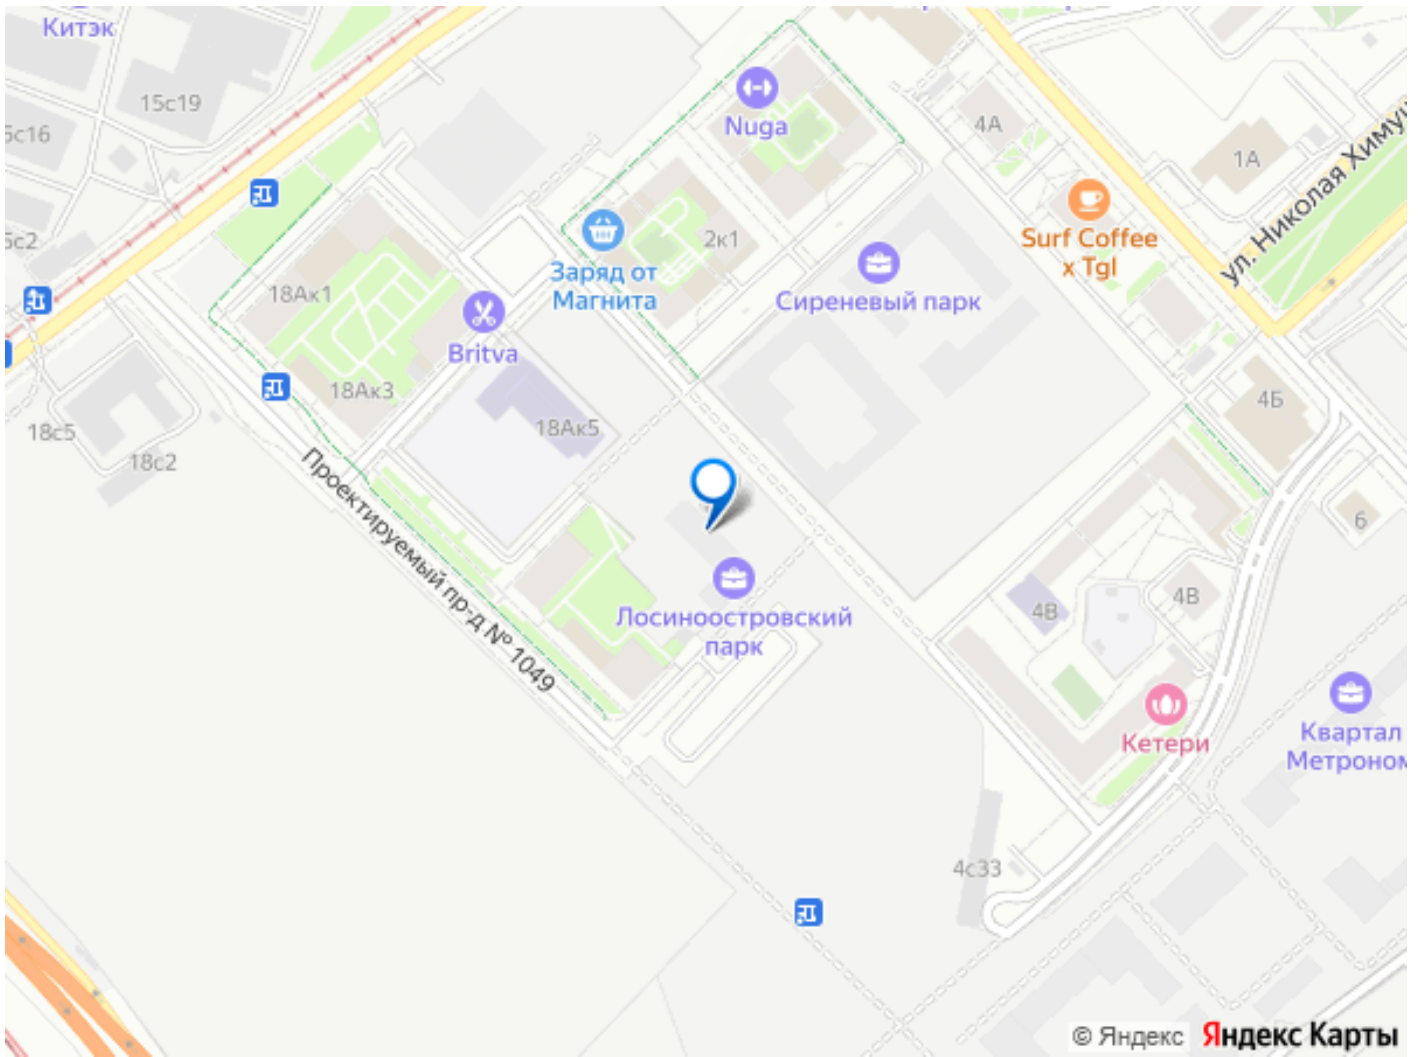 Китэк
15с19
5с16
Nuga
4А
1А
ул. Николая Химу
Surf Coffee
x Tgl
2к1
Заряд от
Магнита
Сиреневый парк
18Ак1
Britva
18Ак3
18Ак5
4Б
18с5
18с2
Проектируемый пр-д № 1049
6
4В
4В
Лосиноостровский
парк
Кетери
Квартал
Метроном
4с33
© Яндекс
Яндекс Карты